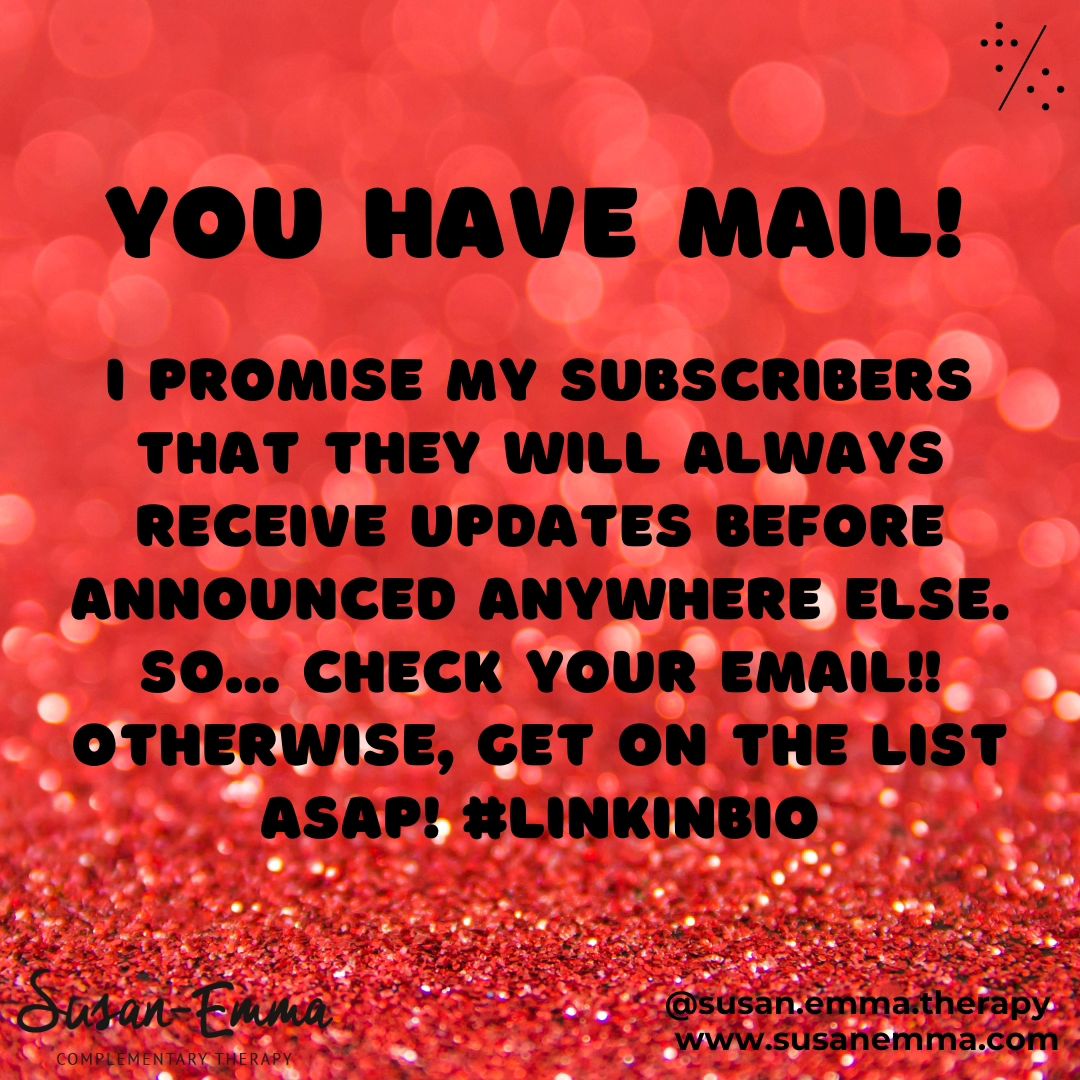 YOU HAVE MAIL!
I PROMISE MY SUBSCRIBERS
THAT THEY WILL ALWAYS
RECEIVE UPDATES BEFORE
ANNOUNCED ANYWHERE ELSE.
SO... CHECK YOUR EMAIL!!
OTHERWISE, GET ON THE LIST
ASAP! #LINKINBIO
Susan-Emma
COMPLEMENTARY THERAPY
@susan.emma.therapy
www.susanemma.com